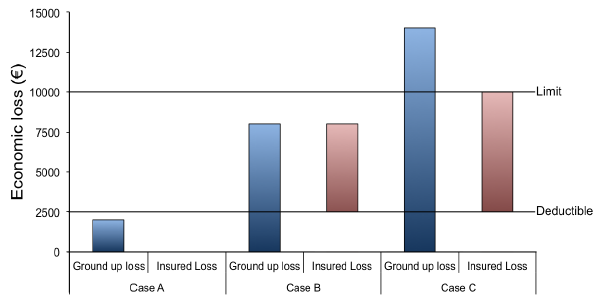 Economic loss (€)
15000
12500
10000
7500
5000
2500
0
Limit
Deductible
Ground up loss Insured Loss Ground up loss Insured Loss Ground up loss Insured Loss
Case A Case B Case C